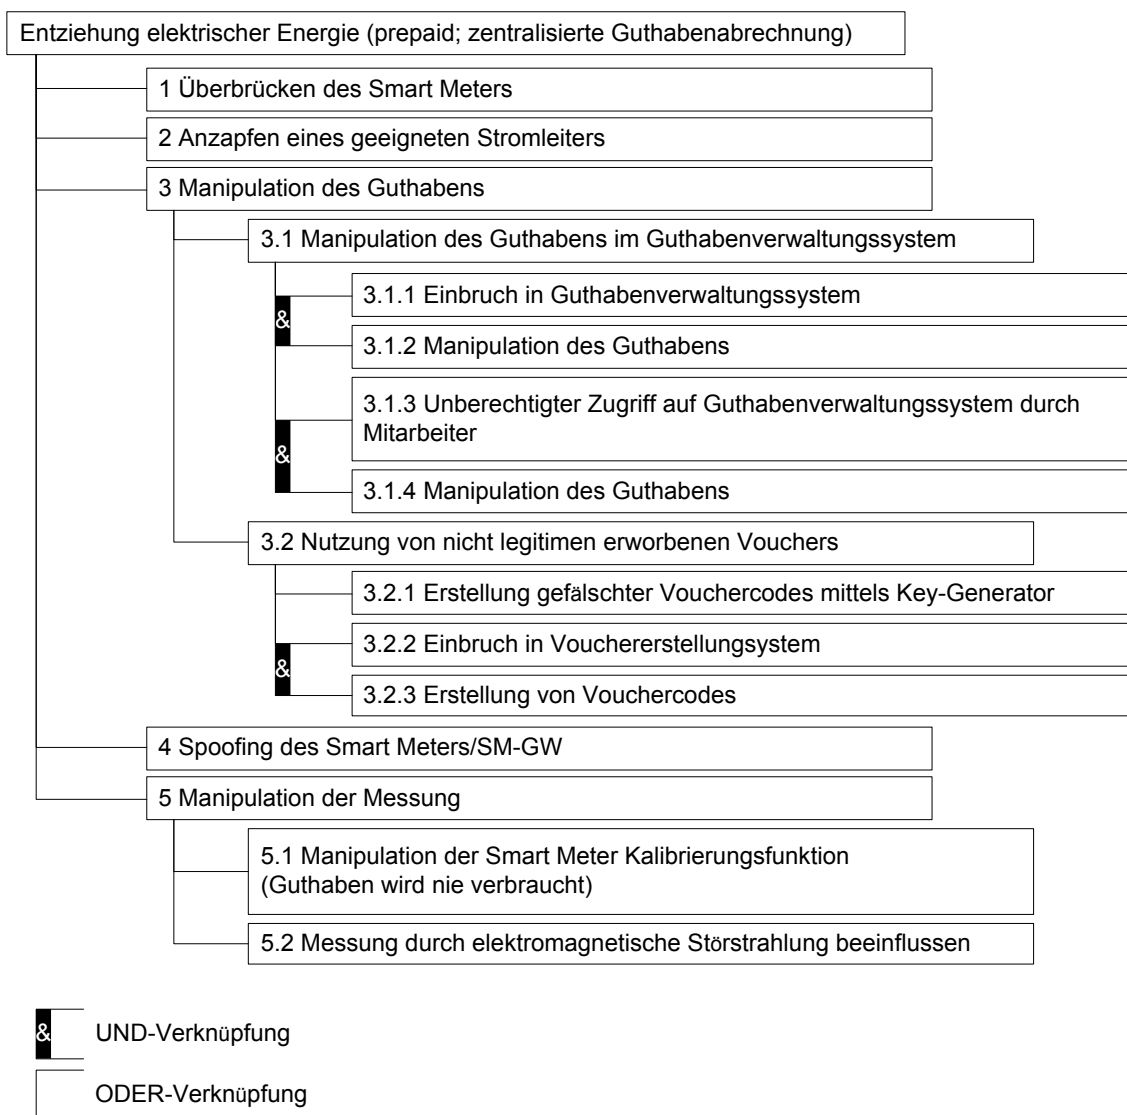 Entziehung elektrischer Energie (prepaid; zentralisierte Guthabenabrechnung)
1 Überbrücken des Smart Meters
2 Anzapfen eines geeigneten Stromleiters
3 Manipulation des Guthabens
3.1 Manipulation des Guthabens im Guthabenverwaltungssystem
3.1.1 Einbruch in Guthabenverwaltungssystem
&
3.1.2 Manipulation des Guthabens
3.1.3 Unberechtigter Zugriff auf Guthabenverwaltungssystem durch
Mitarbeiter
&
3.1.4 Manipulation des Guthabens
3.2 Nutzung von nicht legitimen erworbenen Vouchers
3.2.1 Erstellung gefälschter Vouchercodes mittels Key-Generator
3.2.2 Einbruch in Vouchererstellungsystem
&
3.2.3 Erstellung von Vouchercodes
4 Spoofing des Smart Meters/SM-GW
5 Manipulation der Messung
5.1 Manipulation der Smart Meter Kalibrierungsfunktion
(Guthaben wird nie verbraucht)
5.2 Messung durch elektromagnetische Störstrahlung beeinflussen
& UND-Verknüpfung
ODER-Verknüpfung